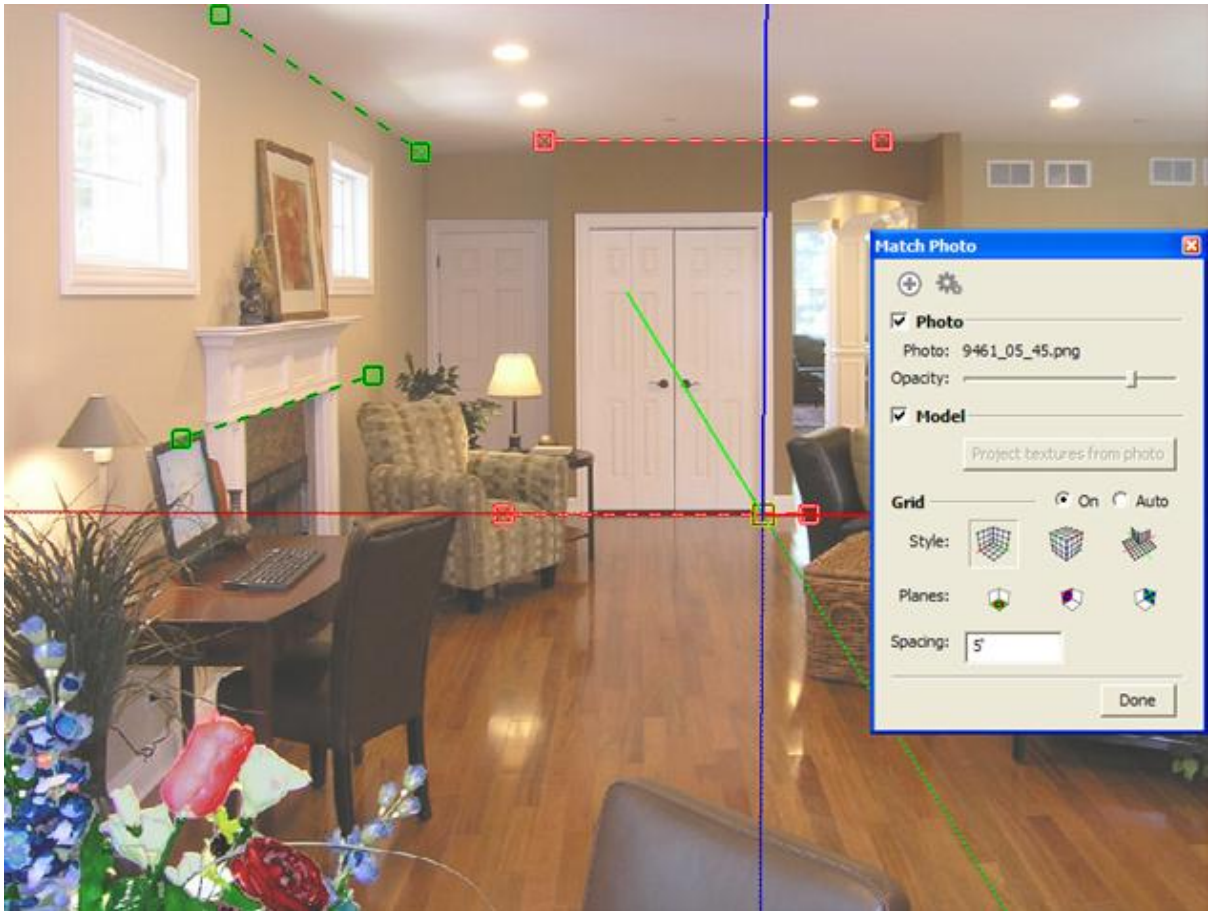 Match Photo
Photo
Photo: 9461_05_45.png
Opacity:
Model
Project textures from photo
Grid On Auto
Style:
Planes:
Spacing: 5'
Done